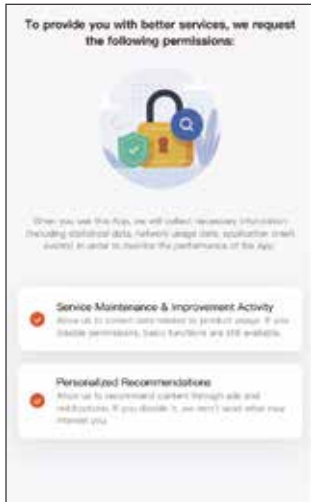 To provide you with better services, we request
the following permissions:
When you use this App, we will collect necessary information
(including statistical data, network usage data, application crash
events) in order to monitor the performance of the App.
Service Maintenance & Improvement Activity
Allow us to collect data related to product usage. If you
disable permissions, basic functions are still available.
Personalized Recommendations
Allow us to recommend content through ads and
notifications. If you disable it, we won't send what may
interest you.